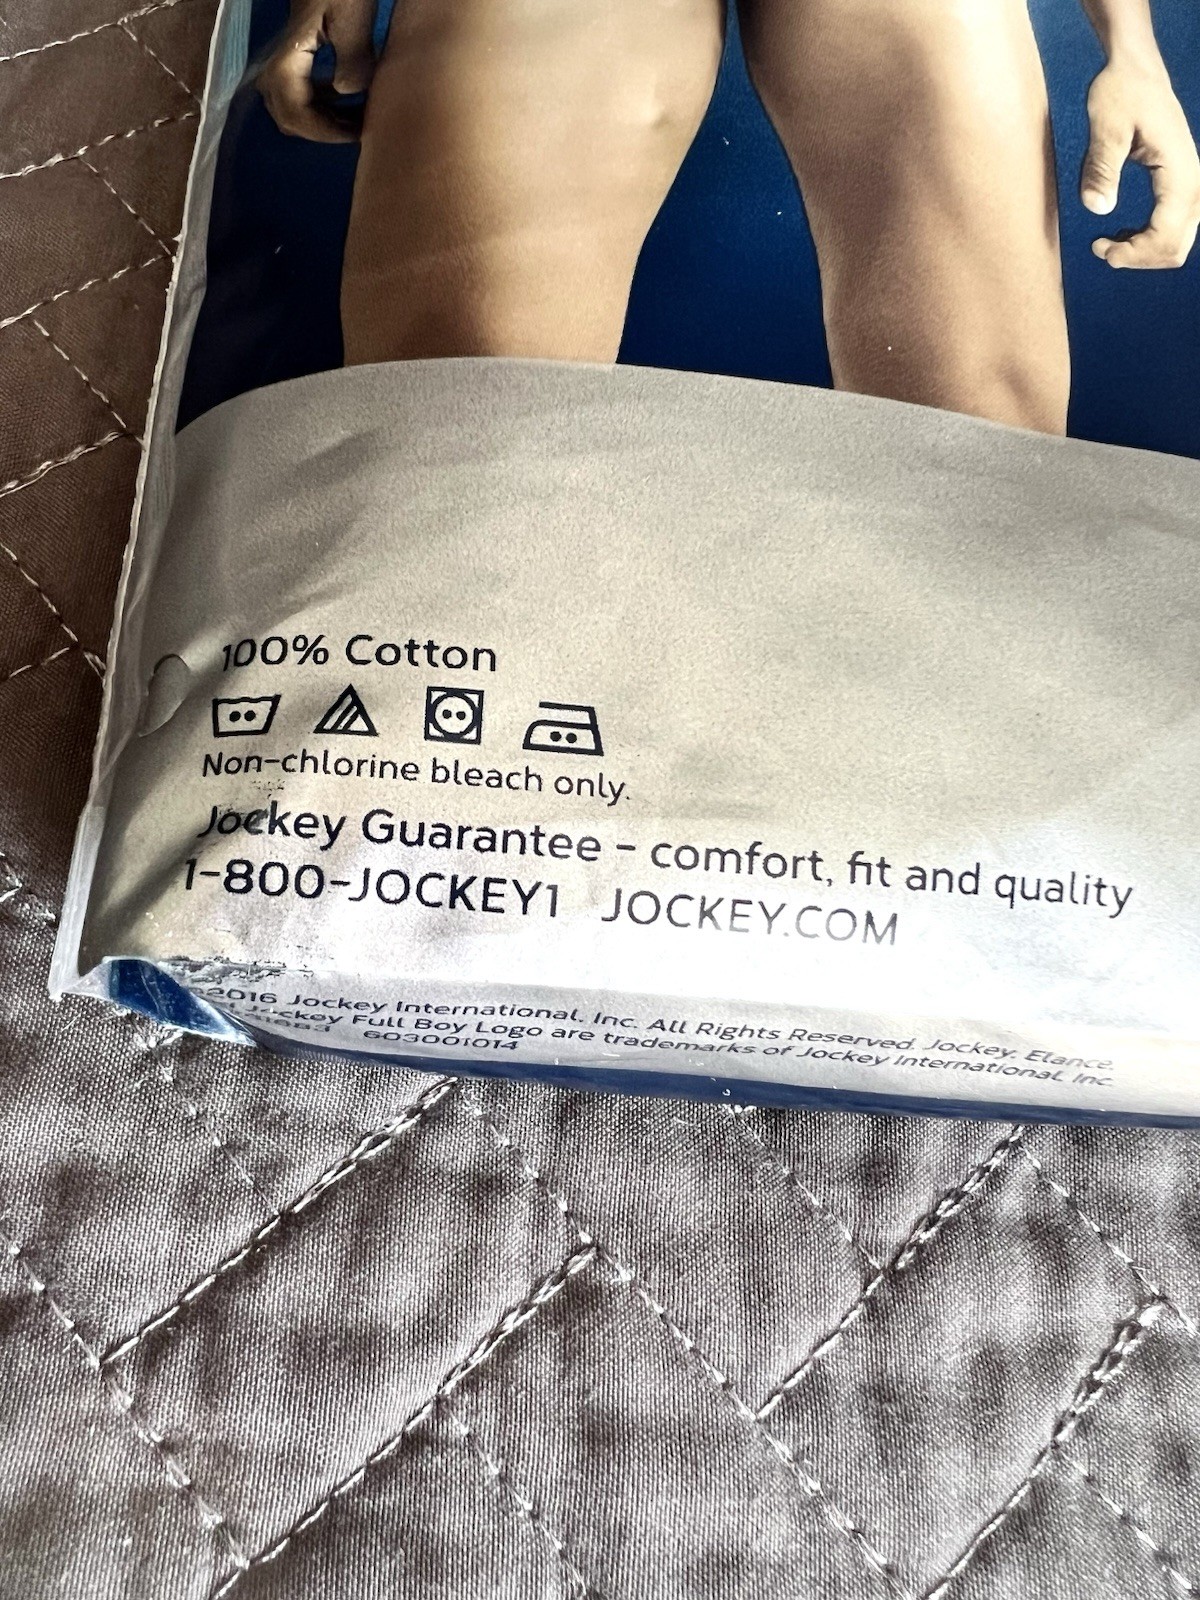 100% Cotton
Non-chlorine bleach only.
Jockey Guarantee - comfort, fit and quality
1-800-JOCKEY1 JOCKEY.COM
©2016 Jockey International, Inc. All Rights Reserved. Jockey, Elance,
Jockey Full Boy Logo are trademarks of Jockey International, Inc.
603001014